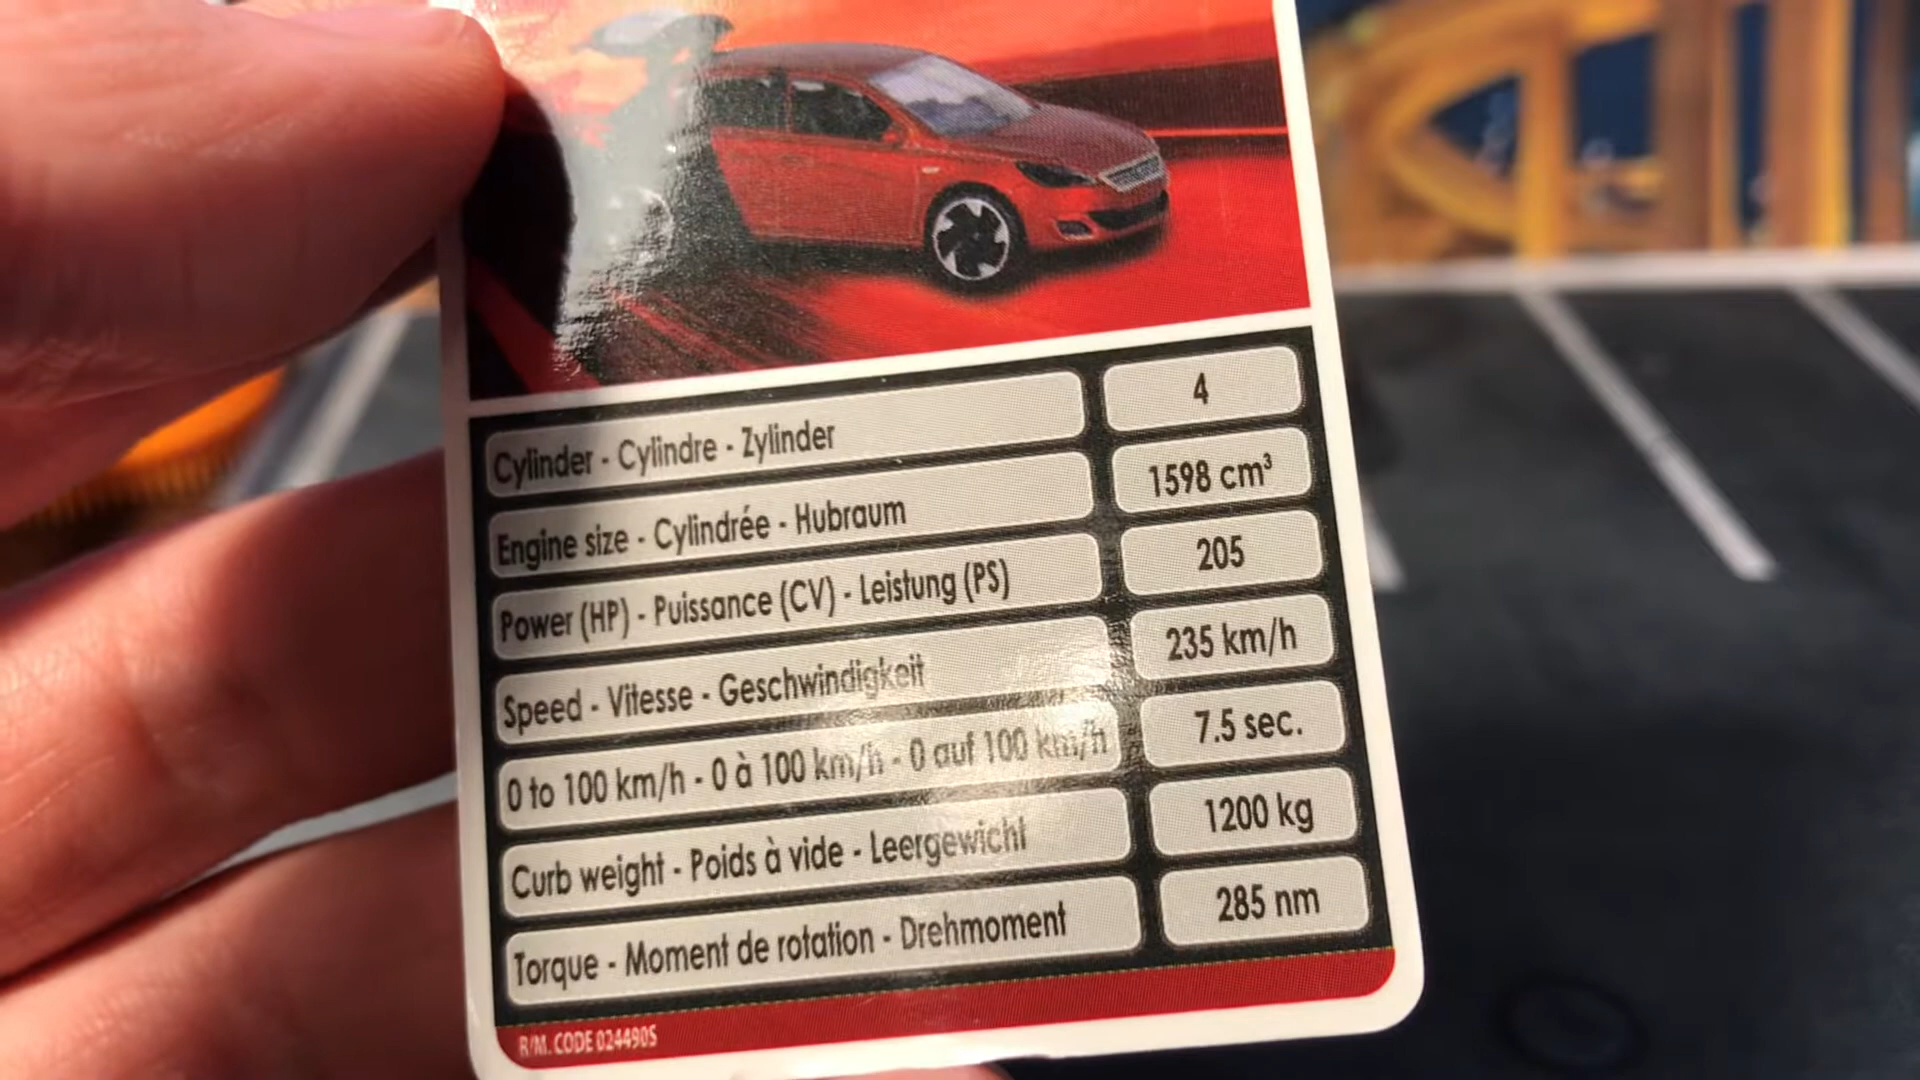 Cylinder - Cylindre - Zylinder 4
Engine size - Cylindrée - Hubraum 1598 cm³
Power (HP) - Puissance (CV) - Leistung (PS) 205
Speed - Vitesse - Geschwindigkeit 235 km/h
0 to 100 km/h - 0 à 100 km/h - 0 auf 100 km/h 7.5 sec.
Curb weight - Poids à vide - Leergewicht 1200 kg
Torque - Moment de rotation - Drehmoment 285 nm
R/M. CODE 024490S